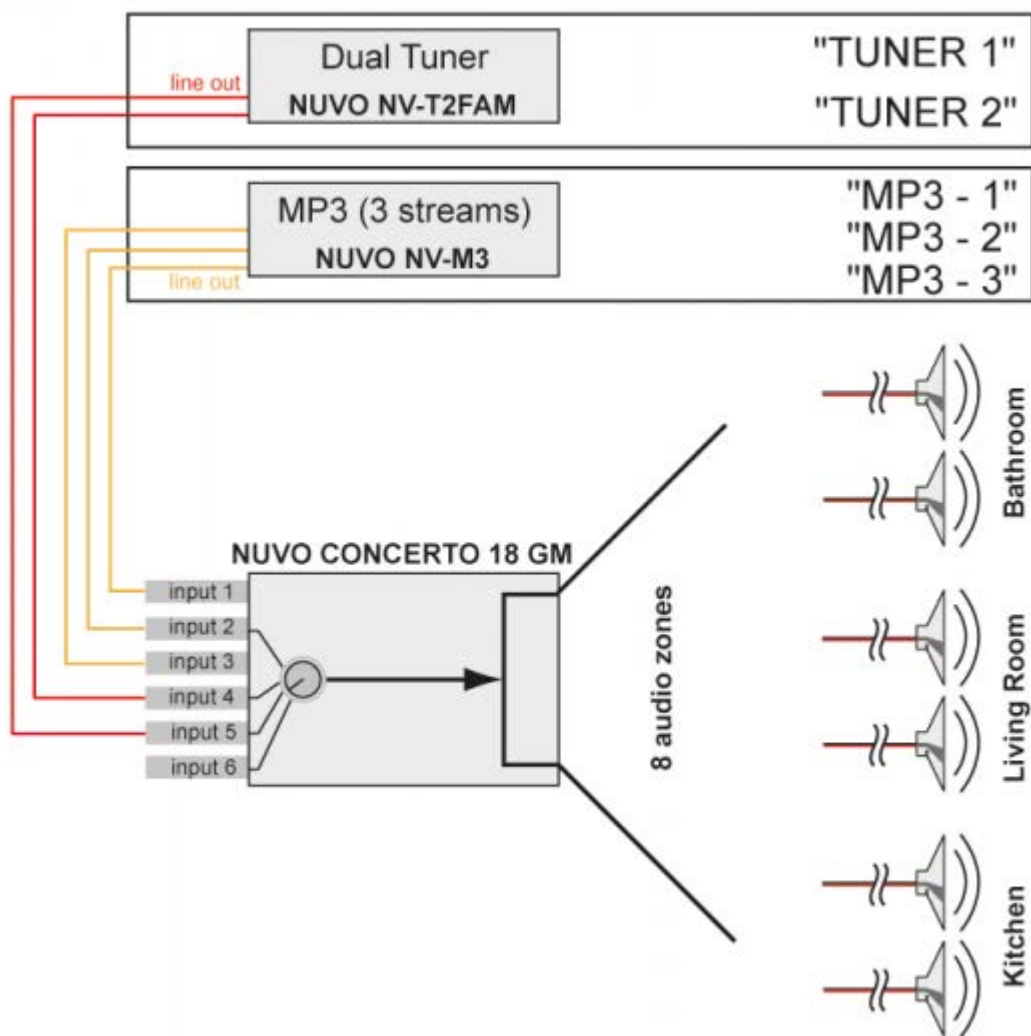 Dual Tuner
NUVO NV-T2FAM
line out
"TUNER 1"
"TUNER 2"
MP3 (3 streams)
NUVO NV-M3
line out
"MP3 - 1"
"MP3 - 2"
"MP3 - 3"
NUVO CONCERTO 18 GM
input 1
input 2
input 3
input 4
input 5
input 6
8 audio zones
Bathroom
Living Room
Kitchen